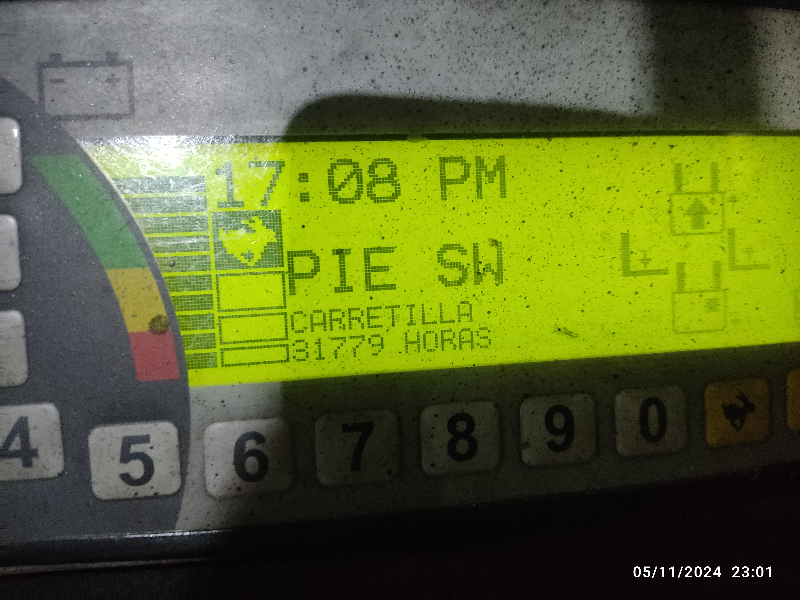 17:08 PM
PIE SW
CARRETILLA
31779 HORAS
4 5 6 7 8 9 0
05/11/2024 23:01